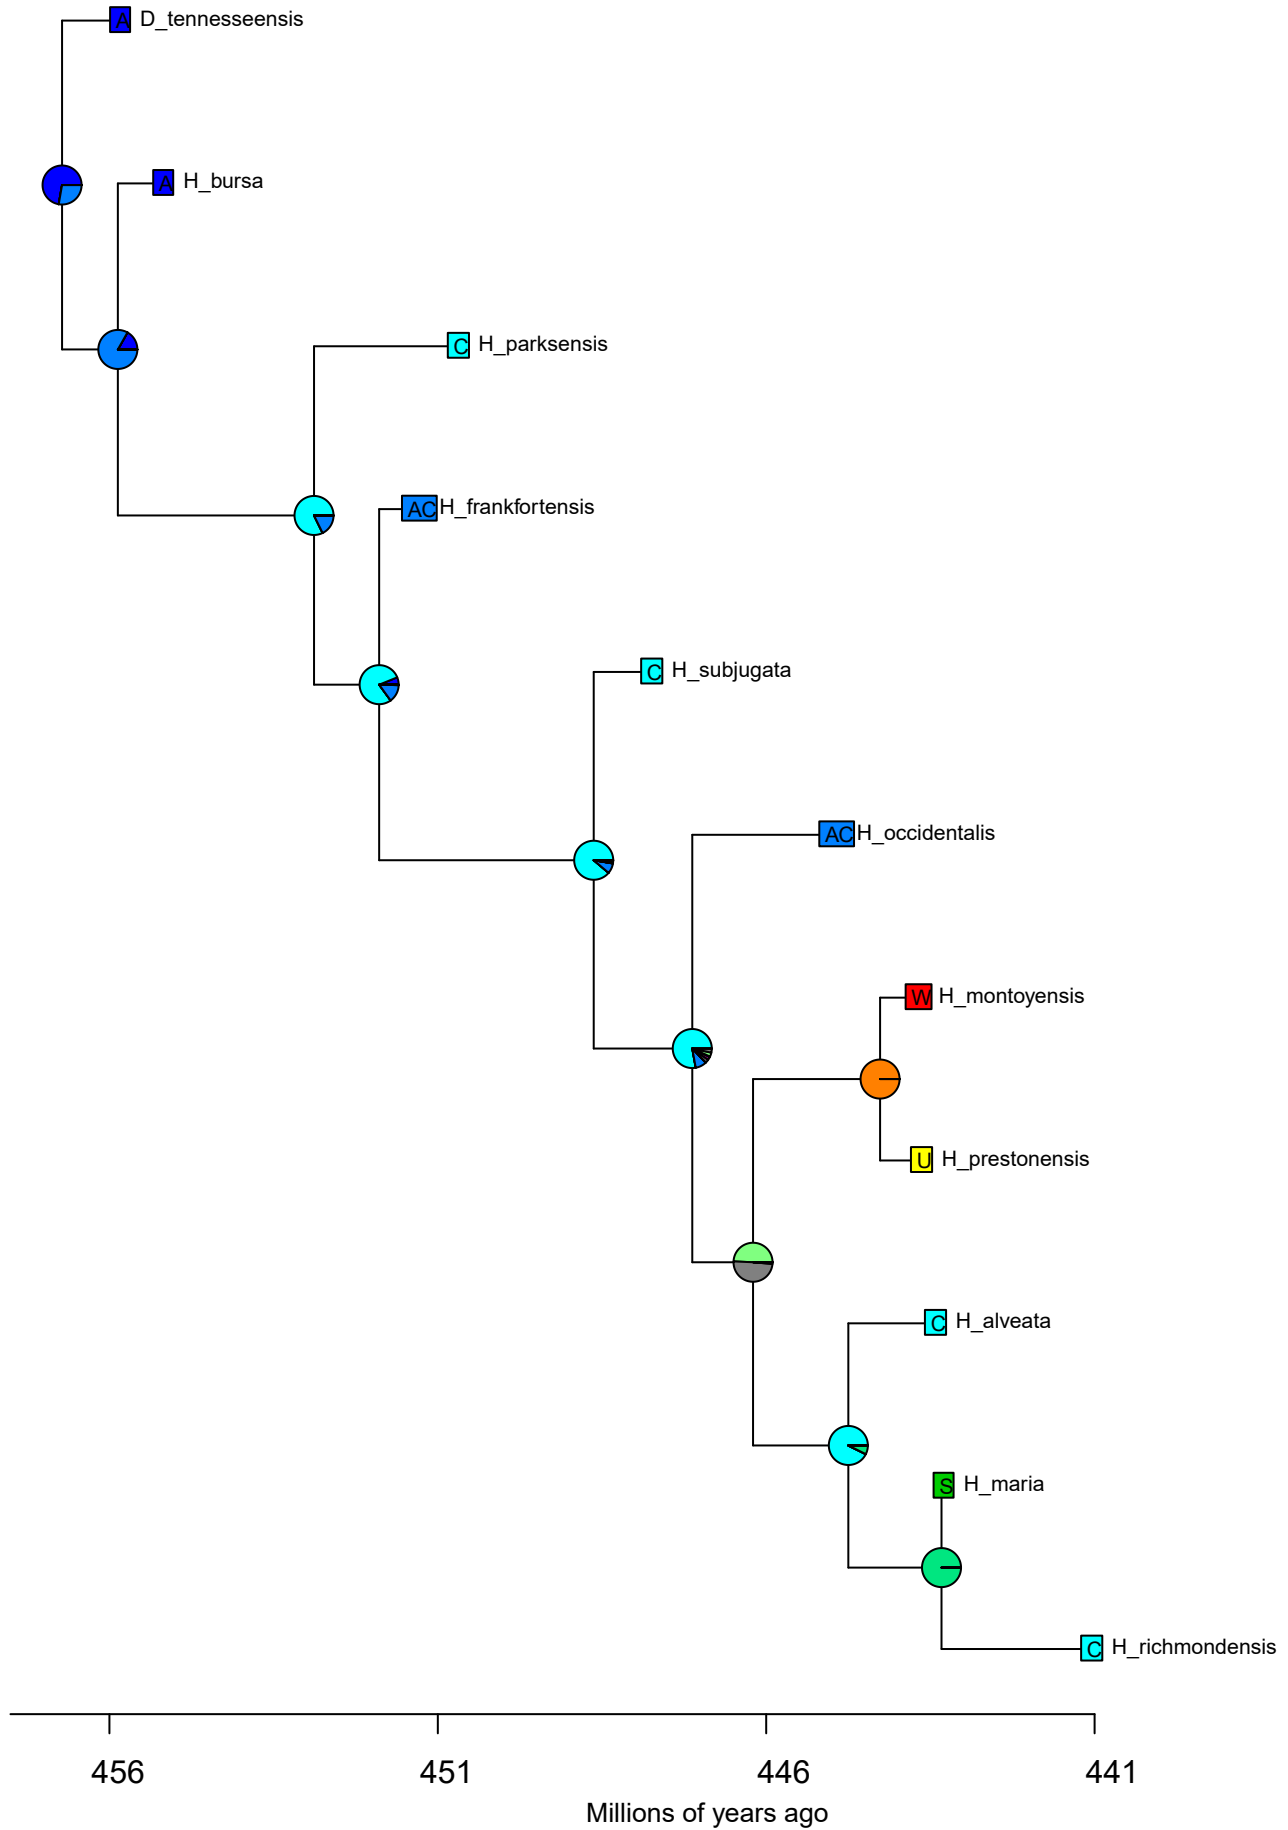 A D_tennesseensis
A H_bursa
C H_parksensis
AC H_frankfortensis
C H_subjugata
AC H_occidentalis
W H_montoyensis
U H_prestonensis
C H_alveata
S H_maria
C H_richmondensis
456 451 446 441
Millions of years ago